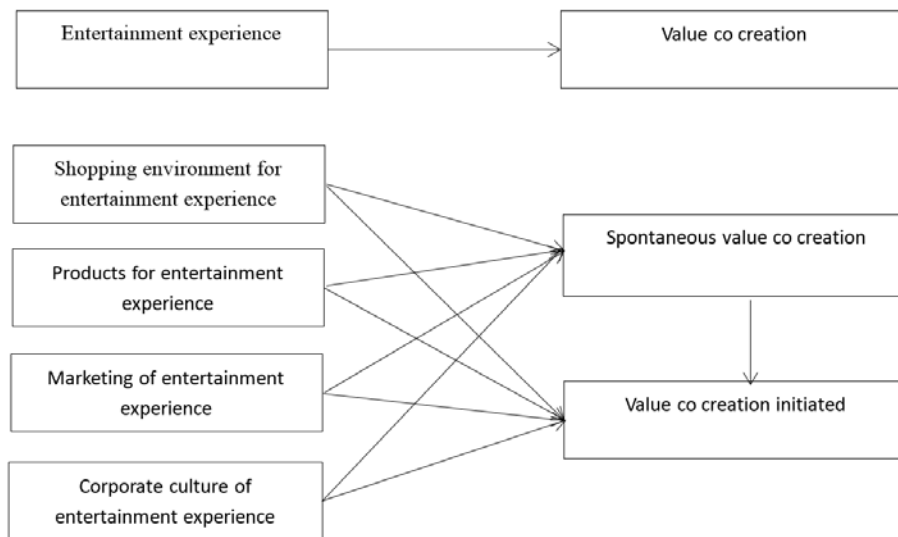 Entertainment experience
Value co creation
Shopping environment for
entertainment experience
Spontaneous value co creation
Products for entertainment
experience
Marketing of entertainment
experience
Value co creation initiated
Corporate culture of
entertainment experience